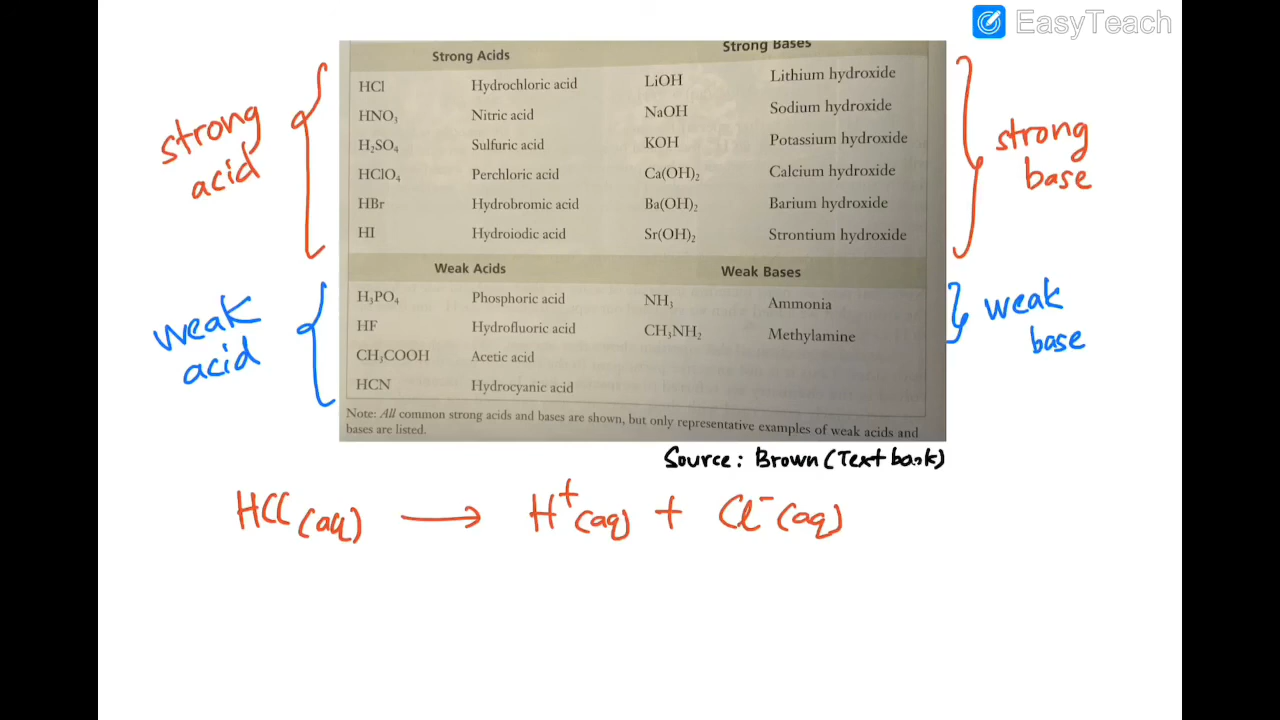 EasyTeach
Strong Acids Strong Bases
HCl Hydrochloric acid LiOH Lithium hydroxide
HNO₃ Nitric acid NaOH Sodium hydroxide
H₂SO₄ Sulfuric acid KOH Potassium hydroxide
HClO₄ Perchloric acid Ca(OH)₂ Calcium hydroxide
HBr Hydrobromic acid Ba(OH)₂ Barium hydroxide
HI Hydroiodic acid Sr(OH)₂ Strontium hydroxide
strong
acid
strong
base
Weak Acids Weak Bases
H₃PO₄ Phosphoric acid NH₃ Ammonia
HF Hydrofluoric acid CH₃NH₂ Methylamine
CH₃COOH Acetic acid
HCN Hydrocyanic acid
weak
acid
weak
base
Note: All common strong acids and bases are shown, but only representative examples of weak acids and
bases are listed.
Source: Brown (Textbook)
HCl(aq) → H⁺(aq) + Cl⁻(aq)